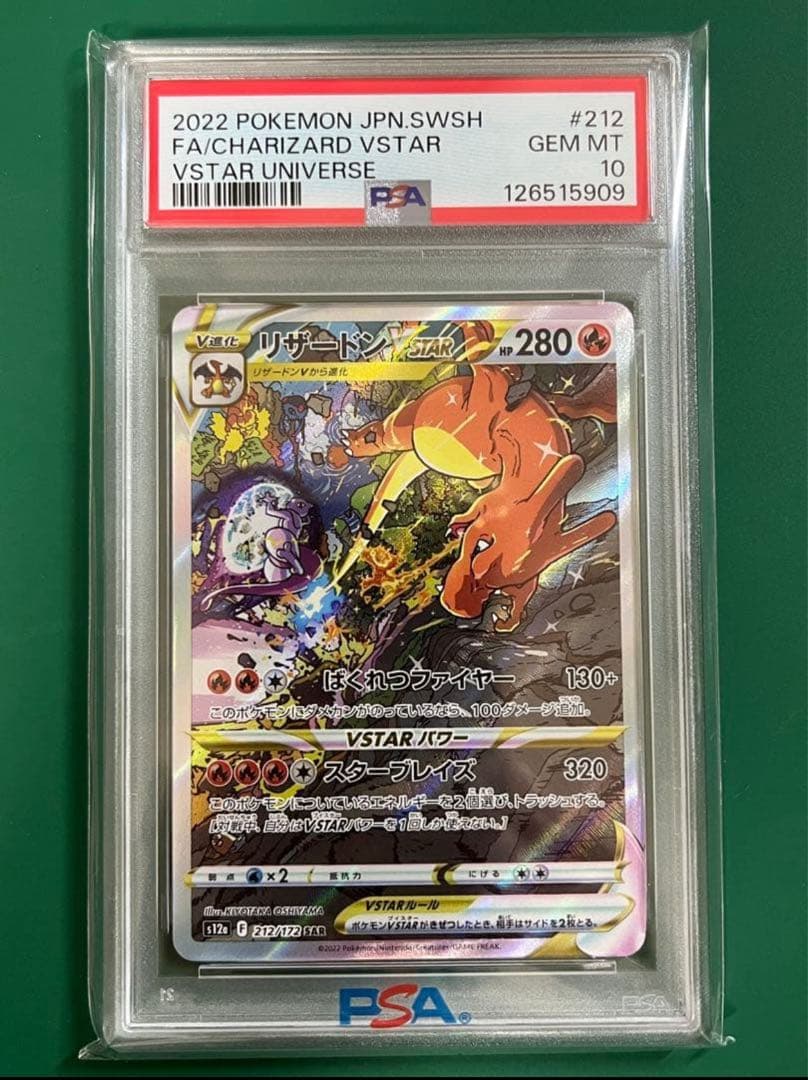 2022 POKEMON JPN.SWSH #212
FA/CHARIZARD VSTAR GEM MT
VSTAR UNIVERSE 10
PSA 126515909
V進化 リザードン VSTAR HP 280
リザードンVから進化
ばくれつファイヤー 130+
このポケモンにダメカンがのっているなら、100ダメージ追加。
VSTARパワー
スターブレイズ 320
このポケモンについているエネルギーを2個選び、トラッシュする。
[対戦中、自分はVSTARパワーを1回しか使えない。]
弱点 ×2 抵抗力 にげる
Illus. KIYOTAKA OSHIYAMA
VSTARルール
ポケモンVSTARがきぜつしたとき、相手はサイドを2枚とる。
s12a F 212/172 SAR
©2022 Pokémon/Nintendo/Creatures/GAME FREAK.
PSA®
PSA